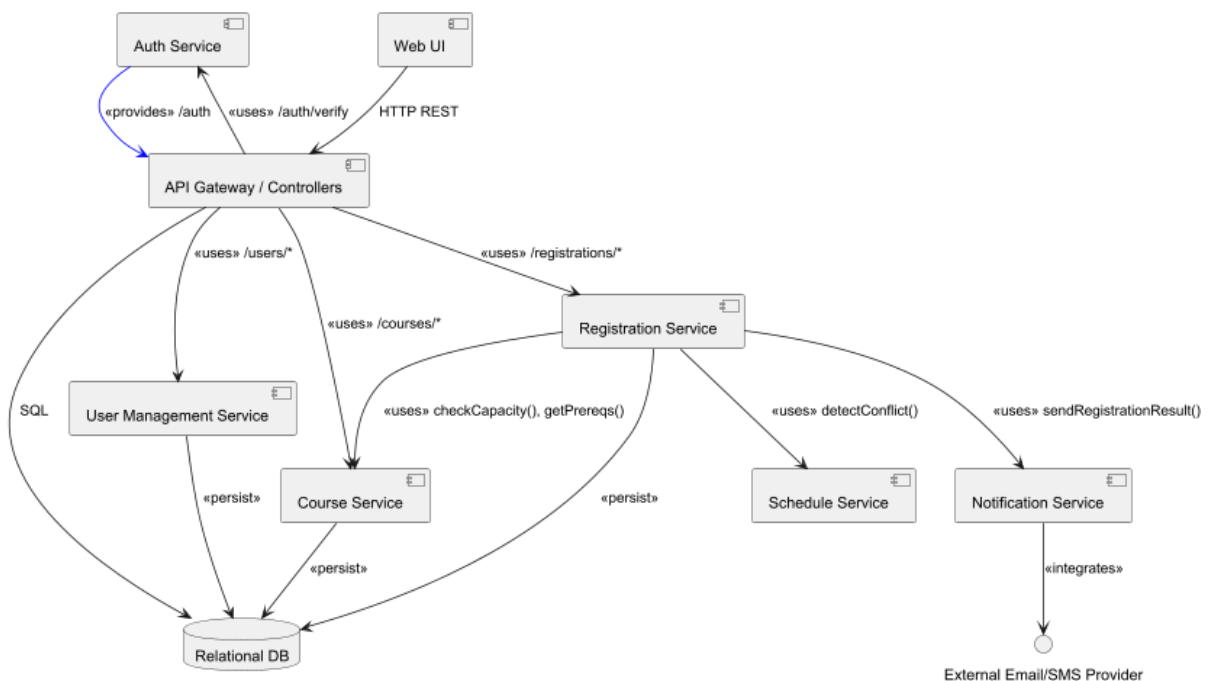 Auth Service
Web UI
«provides» /auth
«uses» /auth/verify
HTTP REST
API Gateway / Controllers
«uses» /users/*
«uses» /registrations/*
«uses» /courses/*
Registration Service
SQL
User Management Service
«uses» checkCapacity(), getPrereqs()
«uses» detectConflict()
«uses» sendRegistrationResult()
«persist»
«persist»
Course Service
Schedule Service
Notification Service
«persist»
«integrates»
Relational DB
External Email/SMS Provider